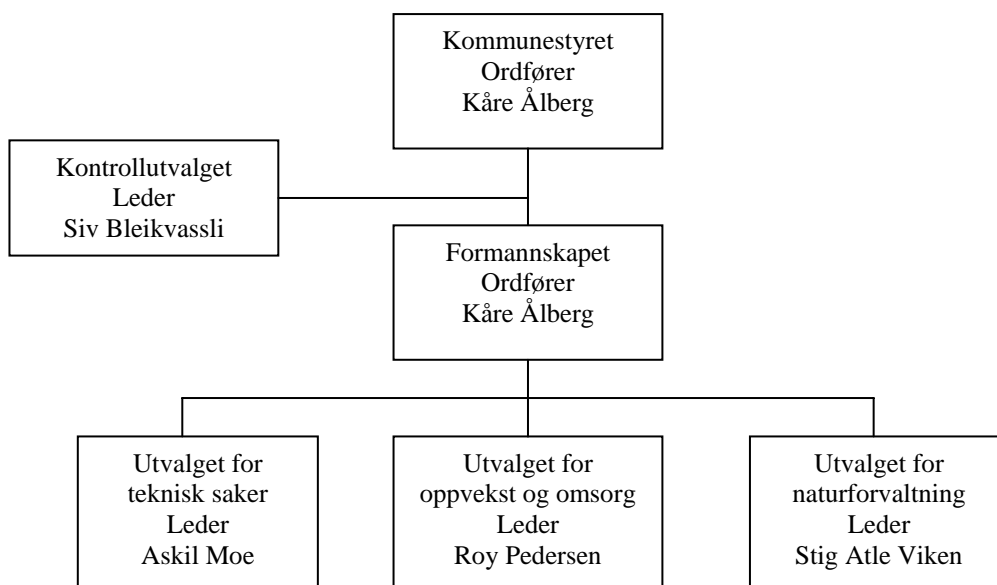 Kommunestyret
Ordfører
Kåre Ålberg
Kontrollutvalget
Leder
Siv Bleikvassli
Formannskapet
Ordfører
Kåre Ålberg
Utvalget for
teknisk saker
Leder
Askil Moe
Utvalget for
oppvekst og omsorg
Leder
Roy Pedersen
Utvalget for
naturforvaltning
Leder
Stig Atle Viken